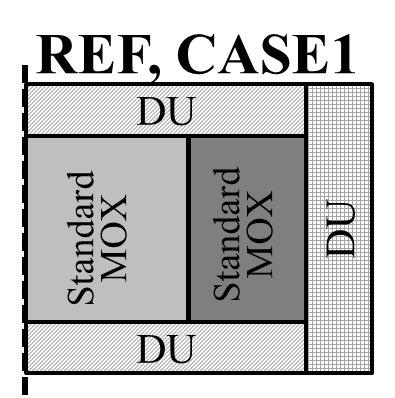 REF, CASE1
DU
Standard
MOX
Standard
MOX
DU
DU